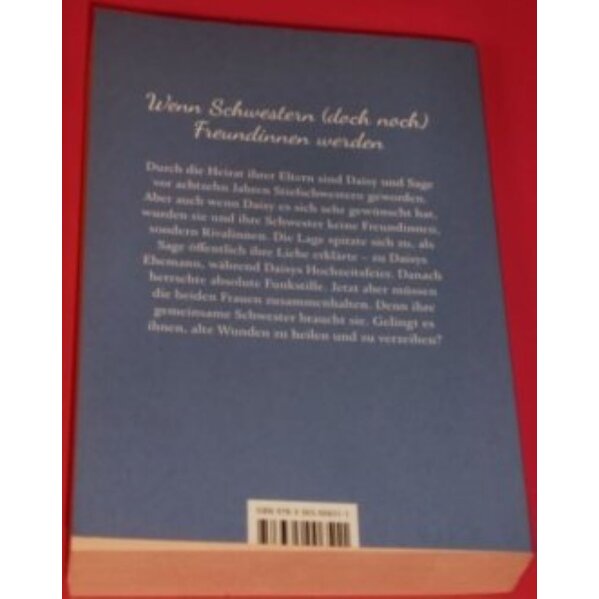 Wenn Schwestern (doch noch)
Freundinnen werden
Durch die Heirat ihrer Eltern sind Daisy und Sage
vor achtzehn Jahren Stiefschwestern geworden.
Aber auch wenn Daisy es sich sehr gewünscht hat,
wurden sie und ihre Schwester keine Freundinnen,
sondern Rivalinnen. Die Lage spitzte sich zu, als
Sage öffentlich ihre Liebe erklärte – zu Daisys
Ehemann, während Daisys Hochzeitsfeier. Danach
herrschte absolute Funkstille. Jetzt aber müssen
die beiden Frauen zusammenhalten. Denn ihre
gemeinsame Schwester braucht sie. Gelingt es
ihnen, alte Wunden zu heilen und zu verzeihen?
ISBN 978-3